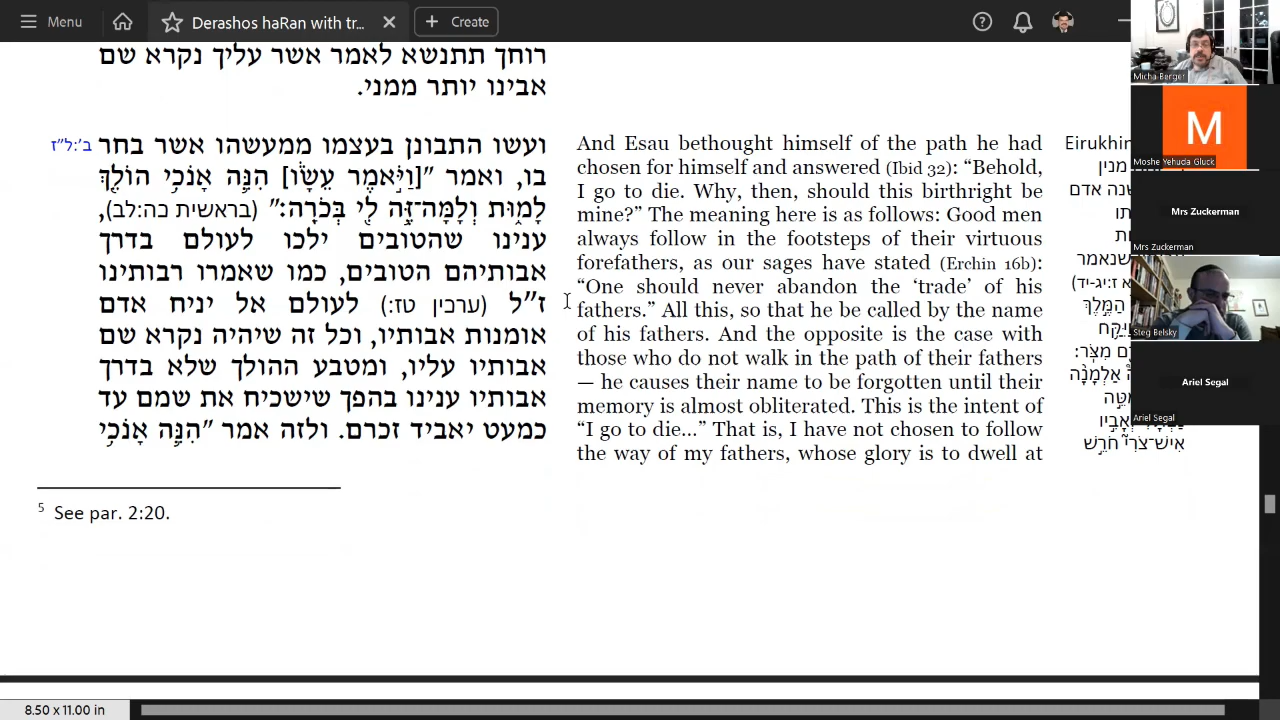 Menu
Derashos haRan with tr...
Create
רוחך תתנשא לאמר אשר עליך נקרא שם
אבינו יותר ממני.
ב':ל"ז
ועשו התבונן בעצמו ממעשהו אשר בחר
בו, ואמר "[וַיֹּ֣אמֶר עֵשָׂ֔ו] הִנֵּ֛ה אָנֹכִ֥י הוֹלֵ֖ךְ
לָמ֑וּת וְלָמָּה־זֶּ֥ה לִ֖י בְּכֹרָֽה׃" (בראשית כה:לב),
ענינו שהטובים ילכו לעולם בדרך
אבותיהם הטובים, כמו שאמרו רבותינו
ז"ל (ערכין טז:) לעולם אל יניח אדם
אומנות אבותיו, וכל זה שיהיה נקרא שם
אבותיו עליו, ומטבע ההולך שלא בדרך
אבותיו ענינו בהפך שישכיח את שמם עד
כמעט יאביד זכרם. ולזה אמר "הִנֵּ֛ה אָנֹכִ֥י
5 See par. 2:20.
And Esau bethought himself of the path he had
chosen for himself and answered (Ibid 32): “Behold,
I go to die. Why, then, should this birthright be
mine?” The meaning here is as follows: Good men
always follow in the footsteps of their virtuous
forefathers, as our sages have stated (Erchin 16b):
“One should never abandon the ‘trade’ of his
fathers.” All this, so that he be called by the name
of his fathers. And the opposite is the case with
those who do not walk in the path of their fathers
— he causes their name to be forgotten until their
memory is almost obliterated. This is the intent of
“I go to die...” That is, I have not chosen to follow
the way of my fathers, whose glory is to dwell at
Eirukhin
מנין
שנה אדם
שנאמר
הַמֶּ֣לֶךְ
מִצֹּֽר׃
אַלְמָנָ֨ה
אִישׁ־צֹרִי֮ חֹרֵ֣שׁ
Micha Berger
M
Moshe Yehuda Gluck
Mrs Zuckerman
Mrs Zuckerman
Steg Belsky
Ariel Segal
Ariel Segal
8.50 x 11.00 in